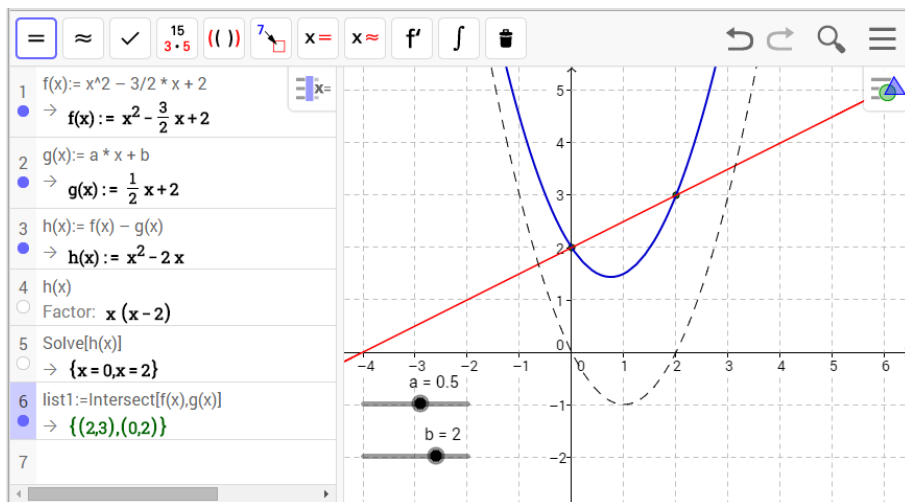 = ≈ ✓ 15 3·5 (( )) 7 x= x≈ f′ ∫
x=
1 f(x):= x^2 − 3/2 * x + 2
→ f(x) := x² - 3/2 x + 2
2 g(x):= a * x + b
→ g(x) := 1/2 x + 2
3 h(x):= f(x) − g(x)
→ h(x) := x² - 2 x
4 h(x)
Factor: x (x − 2)
5 Solve[h(x)]
→ {x=0, x=2}
6 list1:=Intersect[f(x),g(x)]
→ {(2,3),(0,2)}
7
5
4
3
2
1
0
−4 −3 −2 −1 0 1 2 3 4 5 6
a = 0.5
−1
b = 2
−2